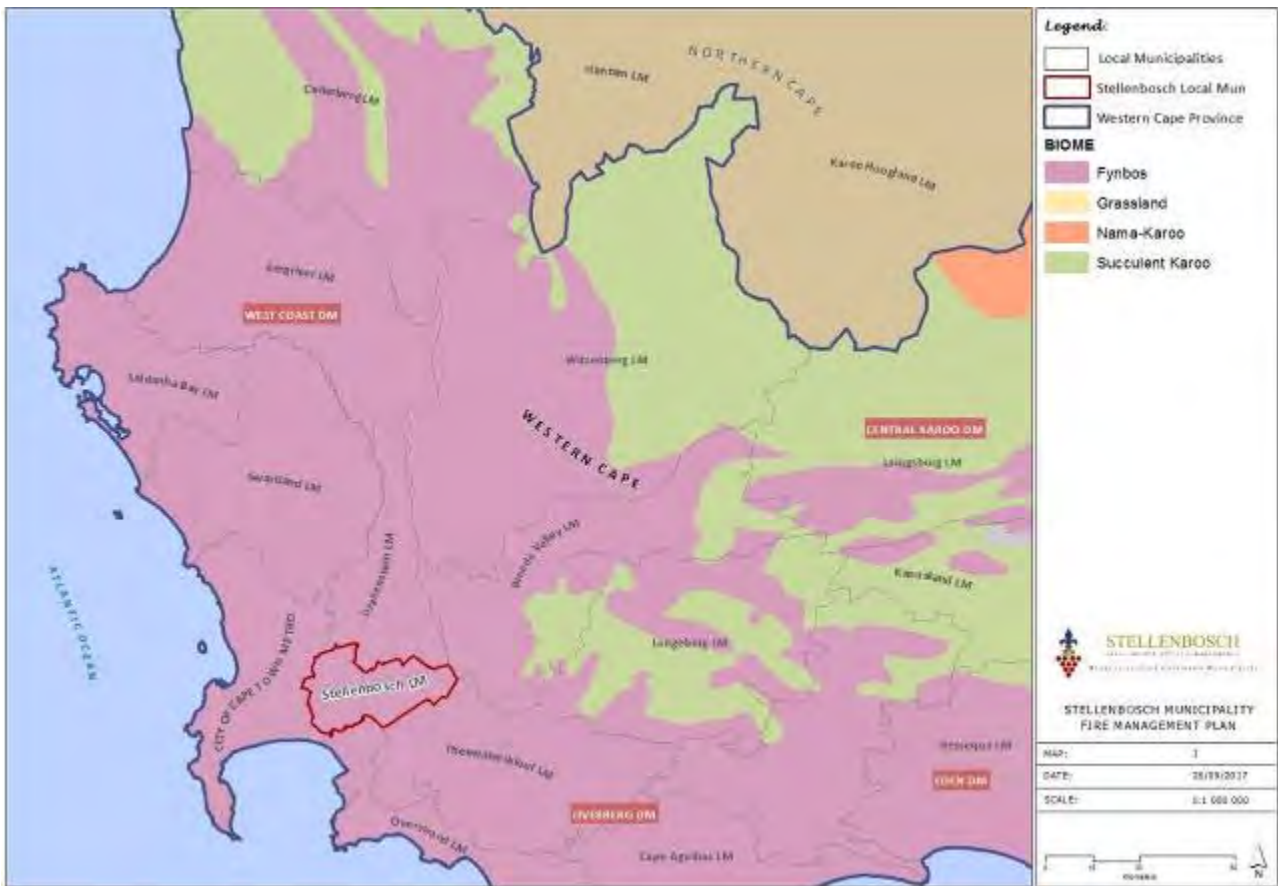 NORTHERN CAPE
Hantam LM
Cederberg LM
Karoo Hoogland LM
Bergrivier LM
WEST COAST DM
Witzenberg LM
Saldanha Bay LM
WESTERN CAPE
CENTRAL KAROO DM
Laingsburg LM
Swartland LM
Breede Valley LM
Drakenstein LM
Kannaland LM
ATLANTIC OCEAN
Langeberg LM
CITY OF CAPE TOWN METRO
Stellenbosch LM
Theewaterskloof LM
Hessequa LM
EDEN DM
OVERBERG DM
Overstrand LM
Cape Agulhas LM
Legend:
Local Municipalities
Stellenbosch Local Mun
Western Cape Province
BIOME
Fynbos
Grassland
Nama-Karoo
Succulent Karoo
STELLENBOSCH
STELLENBOSCH MUNICIPALITY
FIRE MANAGEMENT PLAN
MAP:
DATE:
SCALE:
1:1 000 000
N